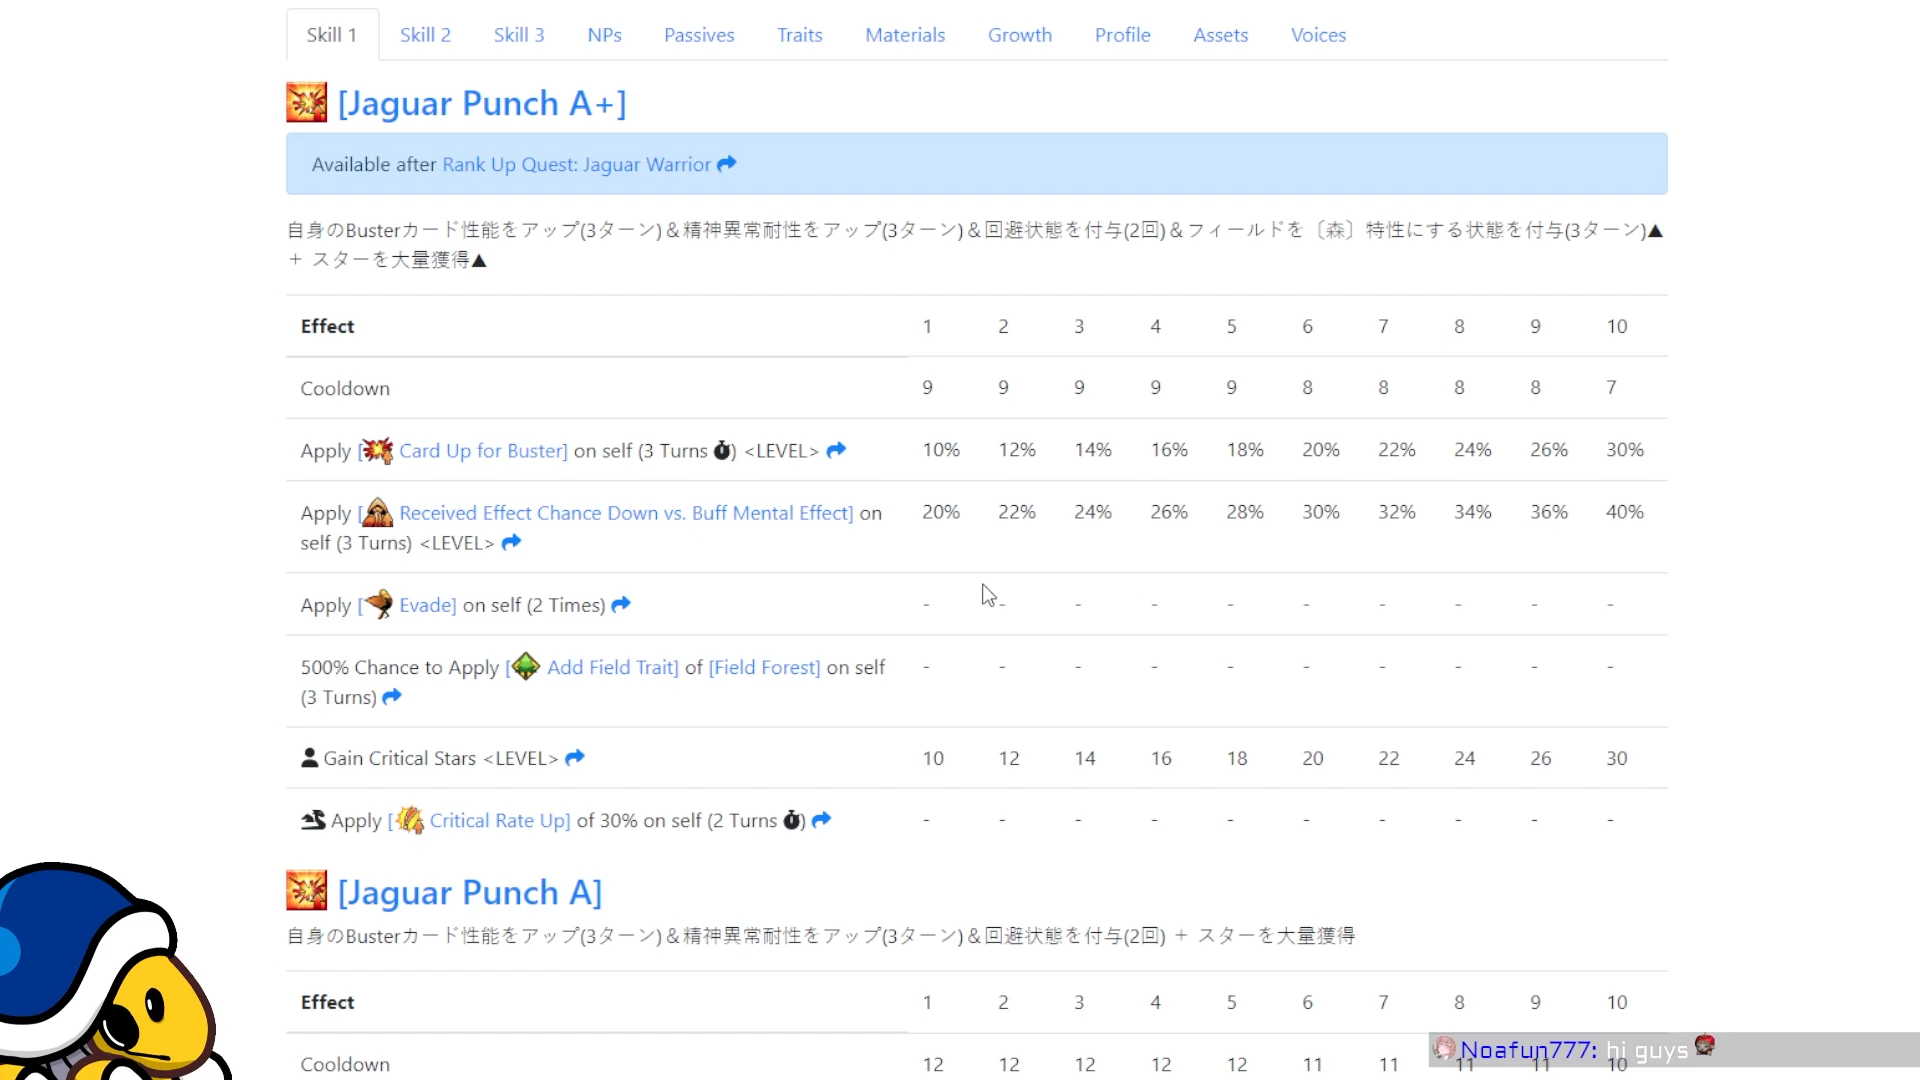 Skill 1 Skill 2 Skill 3 NPs Passives Traits Materials Growth Profile Assets Voices
[Jaguar Punch A+]
Available after Rank Up Quest: Jaguar Warrior
自身のBusterカード性能をアップ(3ターン)＆精神異常耐性をアップ(3ターン)＆回避状態を付与(2回)＆フィールドを〔森〕特性にする状態を付与(3ターン)▲
＋ スターを大量獲得▲
Effect 1 2 3 4 5 6 7 8 9 10
Cooldown 9 9 9 9 9 8 8 8 8 7
Apply [Card Up for Buster] on self (3 Turns) <LEVEL> 10% 12% 14% 16% 18% 20% 22% 24% 26% 30%
Apply [Received Effect Chance Down vs. Buff Mental Effect] on 20% 22% 24% 26% 28% 30% 32% 34% 36% 40%
self (3 Turns) <LEVEL>
Apply [Evade] on self (2 Times) - - - - - - - - - -
500% Chance to Apply [Add Field Trait] of [Field Forest] on self - - - - - - - - - -
(3 Turns)
Gain Critical Stars <LEVEL> 10 12 14 16 18 20 22 24 26 30
Apply [Critical Rate Up] of 30% on self (2 Turns) - - - - - - - - - -
[Jaguar Punch A]
自身のBusterカード性能をアップ(3ターン)＆精神異常耐性をアップ(3ターン)＆回避状態を付与(2回) ＋ スターを大量獲得
Effect 1 2 3 4 5 6 7 8 9 10
Cooldown 12 12 12 12 12 11 11 11 11 10
Noafun777: hi guys